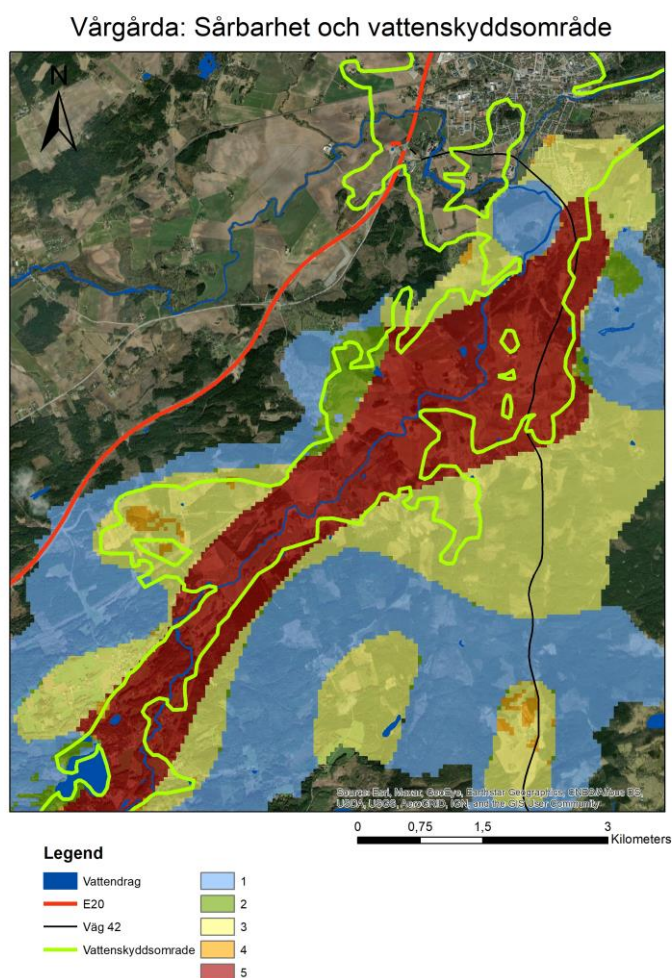 Vårgårda: Sårbarhet och vattenskyddsområde
N
Source: Esri, Maxar, GeoEye, Earthstar Geographics, CNES/Airbus DS,
USDA, USGS, AeroGRID, IGN, and the GIS User Community
0 0,75 1,5 3
Kilometers
Legend
Vattendrag
E20
Väg 42
Vattenskyddsomrade
1
2
3
4
5